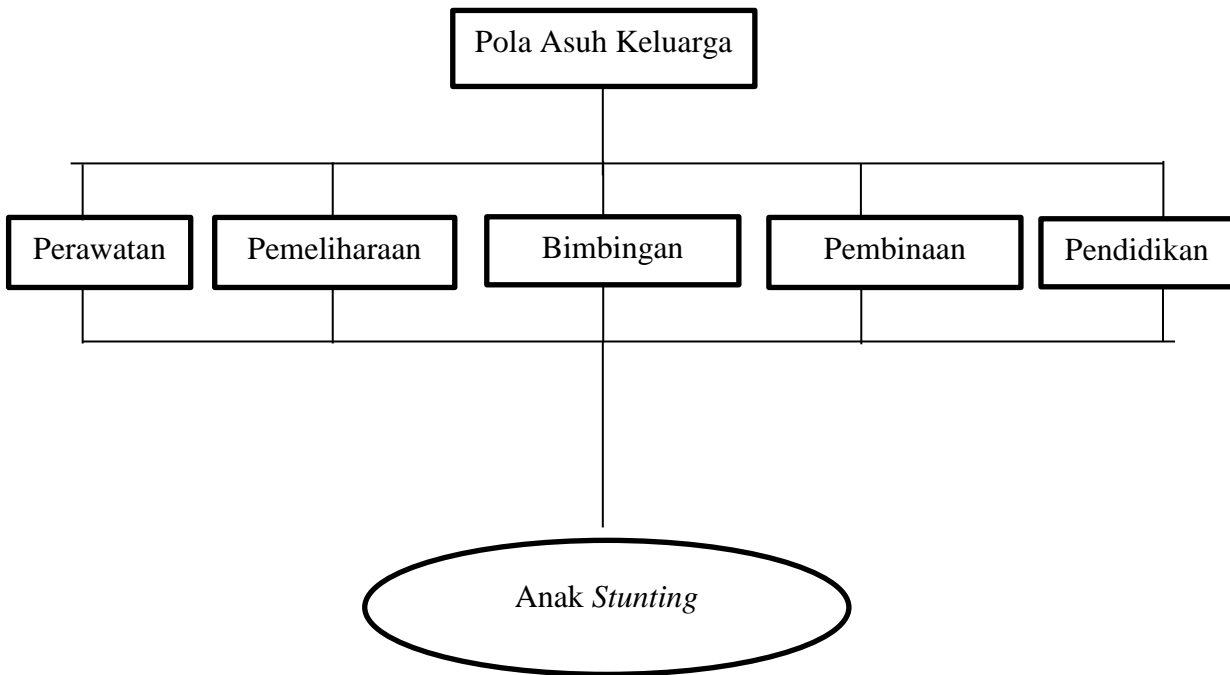 Pola Asuh Keluarga
Perawatan
Pemeliharaan
Bimbingan
Pembinaan
Pendidikan
Anak Stunting